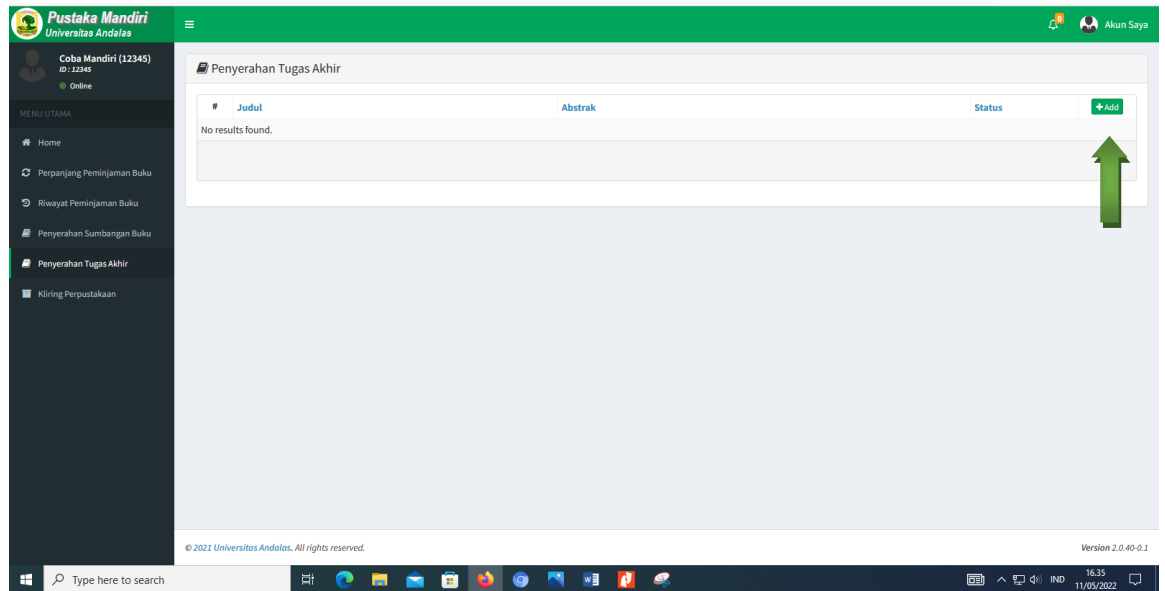 Pustaka Mandiri
Universitas Andalas
0
Akun Saya
Coba Mandiri (12345)
ID : 12345
Online
MENU UTAMA
Home
Perpanjang Peminjaman Buku
Riwayat Peminjaman Buku
Penyerahan Sumbangan Buku
Penyerahan Tugas Akhir
Kliring Perpustakaan
Penyerahan Tugas Akhir
# Judul Abstrak Status +Add
No results found.
© 2021 Universitas Andalas. All rights reserved. Version 2.0.40-0.1
Type here to search
IND
16.35
11/05/2022